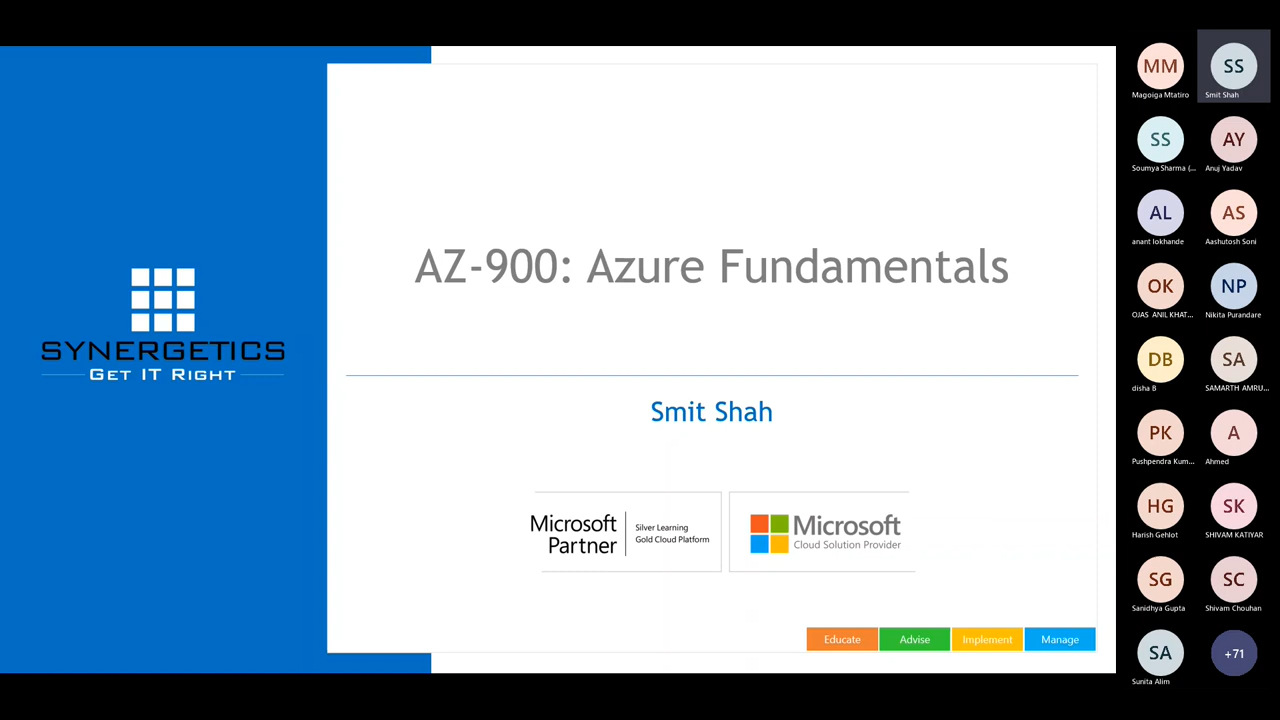 SYNERGETICS
GET IT RIGHT
AZ-900: Azure Fundamentals
Smit Shah
Microsoft
Partner
Silver Learning
Gold Cloud Platform
Microsoft
Cloud Solution Provider
Educate
Advise
Implement
Manage
MM
Magoiga Mtatiro
SS
Smit Shah
SS
Soumya Sharma (...
AY
Anuj Yadav
AL
anant lokhande
AS
Aashutosh Soni
OK
OJAS ANIL KHAT...
NP
Nikita Purandare
DB
disha B
SA
SAMARTH AMRU...
PK
Pushpendra Kum...
A
Ahmed
HG
Harish Gehlot
SK
SHIVAM KATIYAR
SG
Sanidhya Gupta
SC
Shivam Chouhan
SA
Sunita Alim
+71